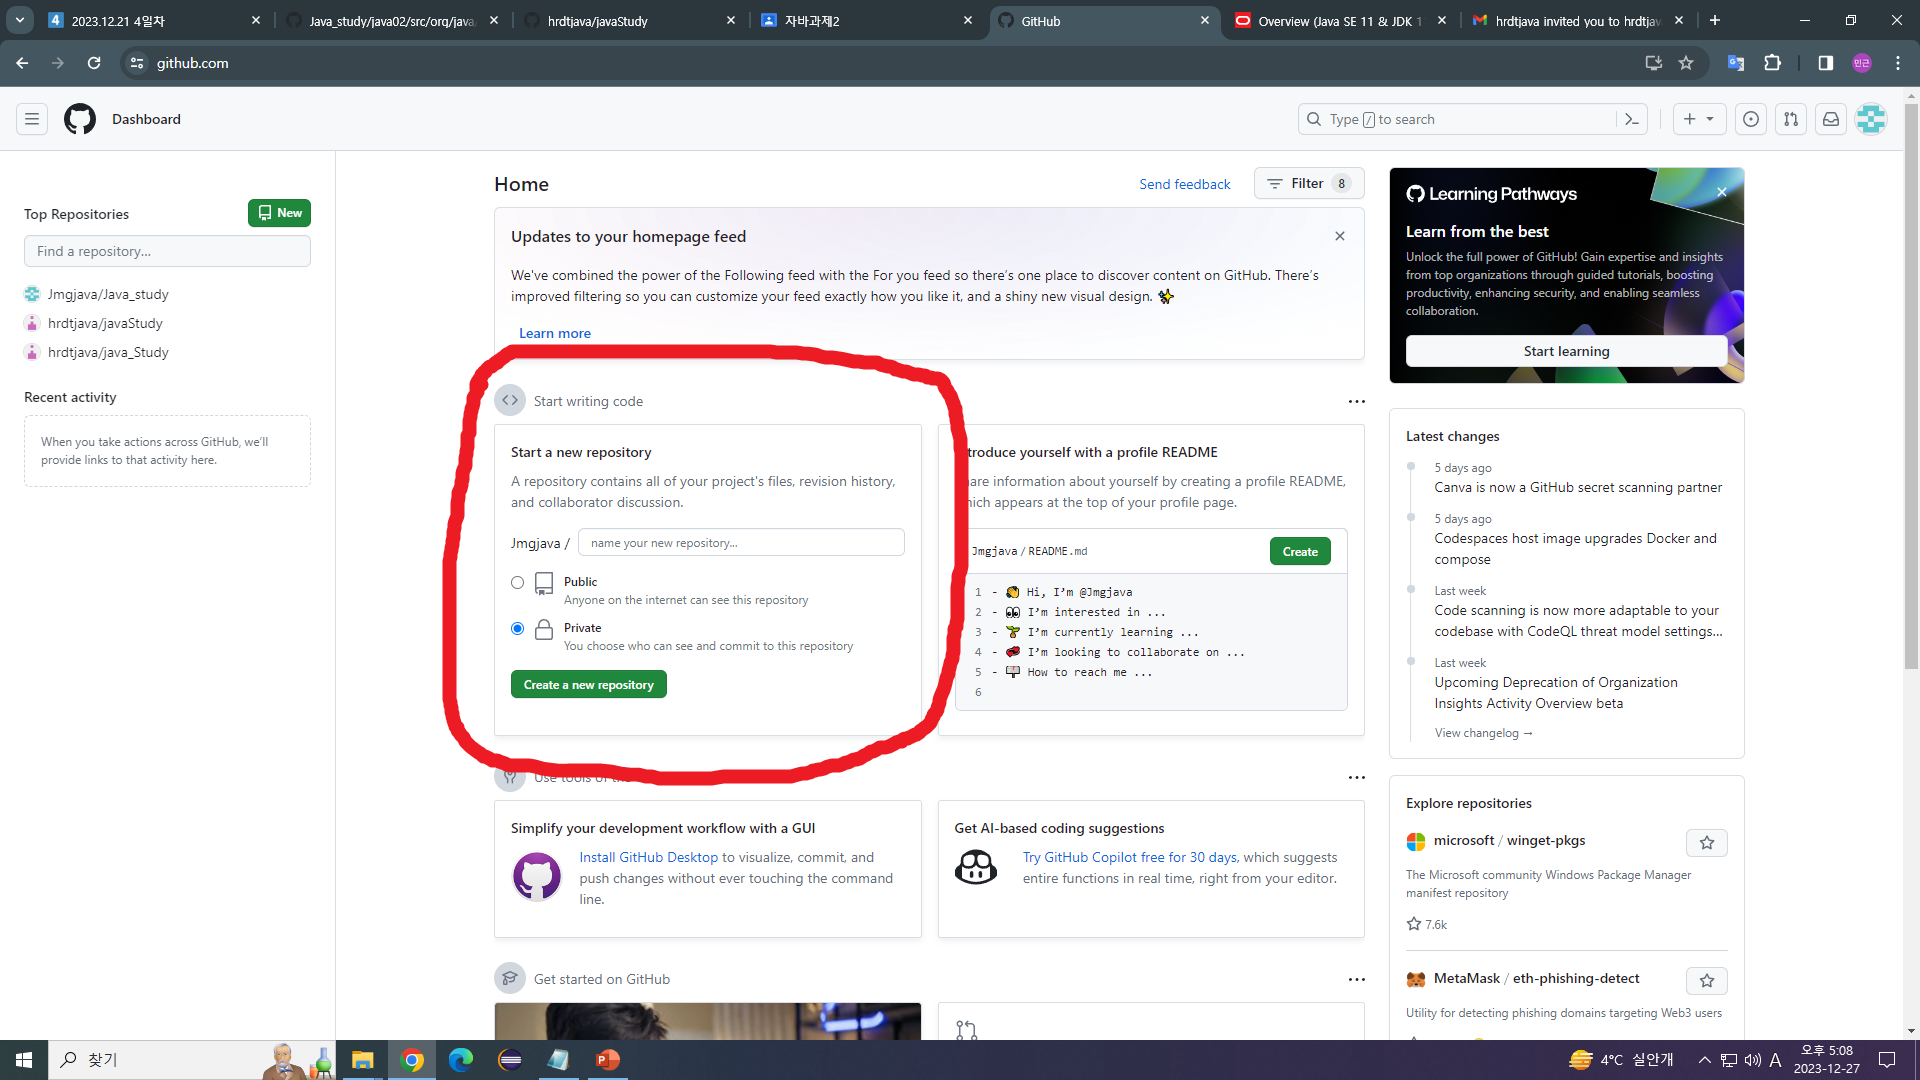 2023.12.21 4일차
Java_study/java02/src/org/java
hrdtjava/javaStudy
자바과제2
GitHub
Overview (Java SE 11 & JDK 1
hrdtjava invited you to hrdtjav
github.com
인근
Dashboard
Type / to search
Top Repositories
New
Find a repository...
Jmgjava/Java_study
hrdtjava/javaStudy
hrdtjava/java_Study
Recent activity
When you take actions across GitHub, we'll
provide links to that activity here.
Home
Send feedback
Filter 8
Updates to your homepage feed
We've combined the power of the Following feed with the For you feed so there's one place to discover content on GitHub. There's
improved filtering so you can customize your feed exactly how you like it, and a shiny new visual design. ✨
Learn more
Start writing code
Start a new repository
A repository contains all of your project's files, revision history,
and collaborator discussion.
Jmgjava /
name your new repository...
Public
Anyone on the internet can see this repository
Private
You choose who can see and commit to this repository
Create a new repository
troduce yourself with a profile README
are information about yourself by creating a profile README,
ich appears at the top of your profile page.
Jmgjava / README.md
Create
1 - 👋 Hi, I'm @Jmgjava
2 - 👀 I'm interested in ...
3 - 🌱 I'm currently learning ...
4 - 💞️ I'm looking to collaborate on ...
5 - 📫 How to reach me ...
6
Use tools of the
Simplify your development workflow with a GUI
Install GitHub Desktop to visualize, commit, and
push changes without ever touching the command
line.
Get AI-based coding suggestions
Try GitHub Copilot free for 30 days, which suggests
entire functions in real time, right from your editor.
Get started on GitHub
Learning Pathways
Learn from the best
Unlock the full power of GitHub! Gain expertise and insights
from top organizations through guided tutorials, boosting
productivity, enhancing security, and enabling seamless
collaboration.
Start learning
Latest changes
5 days ago
Canva is now a GitHub secret scanning partner
5 days ago
Codespaces host image upgrades Docker and
compose
Last week
Code scanning is now more adaptable to your
codebase with CodeQL threat model settings...
Last week
Upcoming Deprecation of Organization
Insights Activity Overview beta
View changelog →
Explore repositories
microsoft / winget-pkgs
The Microsoft community Windows Package Manager
manifest repository
7.6k
MetaMask / eth-phishing-detect
Utility for detecting phishing domains targeting Web3 users
찾기
4°C 실안개
A
오후 5:08
2023-12-27